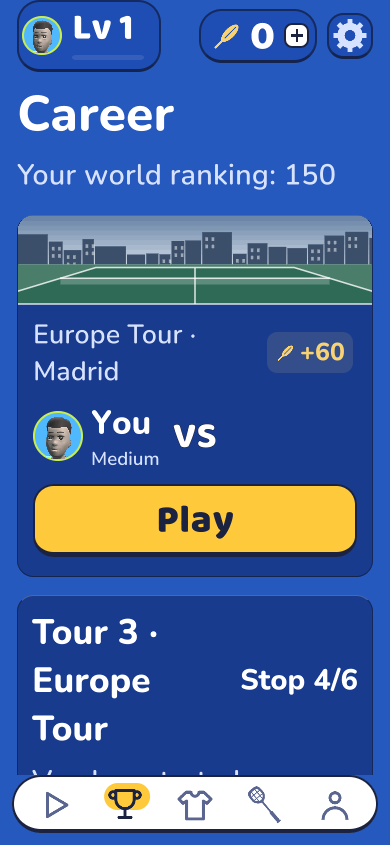 Lv 1
0
Career
Your world ranking: 150
Europe Tour ·
Madrid
+60
You
VS
Medium
Play
Tour 3 ·
Europe
Tour
Stop 4/6